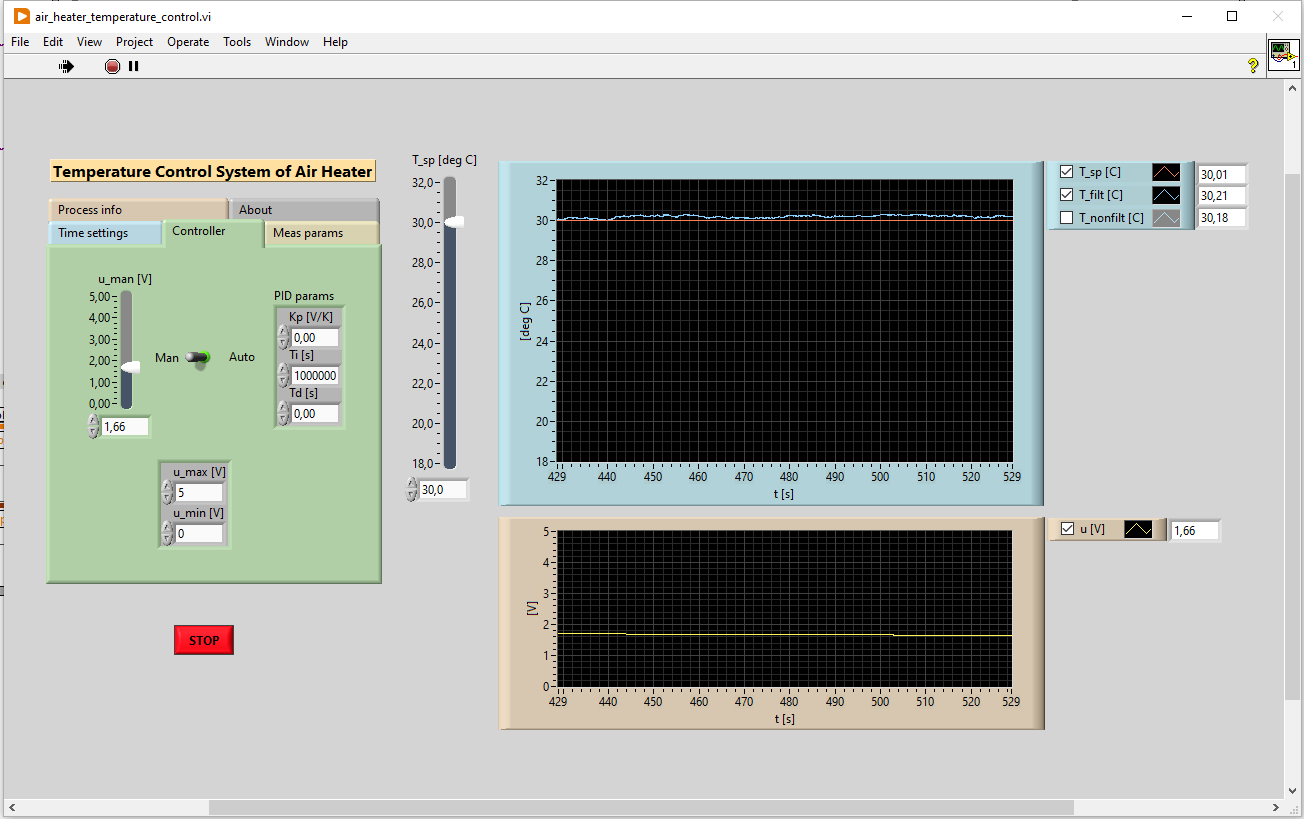 air_heater_temperature_control.vi
File Edit View Project Operate Tools Window Help
?
1
Temperature Control System of Air Heater
Process info About
Time settings Controller Meas params
u_man [V]
5,00
4,00
3,00
2,00
1,00
0,00
1,66
Man Auto
PID params
Kp [V/K]
0,00
Ti [s]
1000000
Td [s]
0,00
u_max [V]
5
u_min [V]
0
STOP
T_sp [deg C]
32,0
30,0
28,0
26,0
24,0
22,0
20,0
18,0
30,0
[deg C]
32
30
28
26
24
22
20
18
429 440 450 460 470 480 490 500 510 520 529
t [s]
T_sp [C] 30,01
T_filt [C] 30,21
T_nonfilt [C] 30,18
[V]
5
4
3
2
1
0
429 440 450 460 470 480 490 500 510 520 529
t [s]
u [V] 1,66